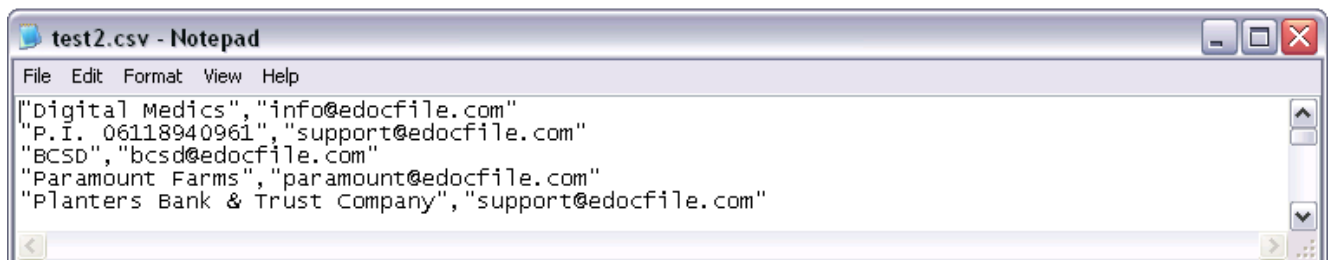 test2.csv - Notepad
File Edit Format View Help
"Digital Medics","info@edocfile.com"
"P.I. 06118940961","support@edocfile.com"
"BCSD","bcsd@edocfile.com"
"Paramount Farms","paramount@edocfile.com"
"Planters Bank & Trust Company","support@edocfile.com"